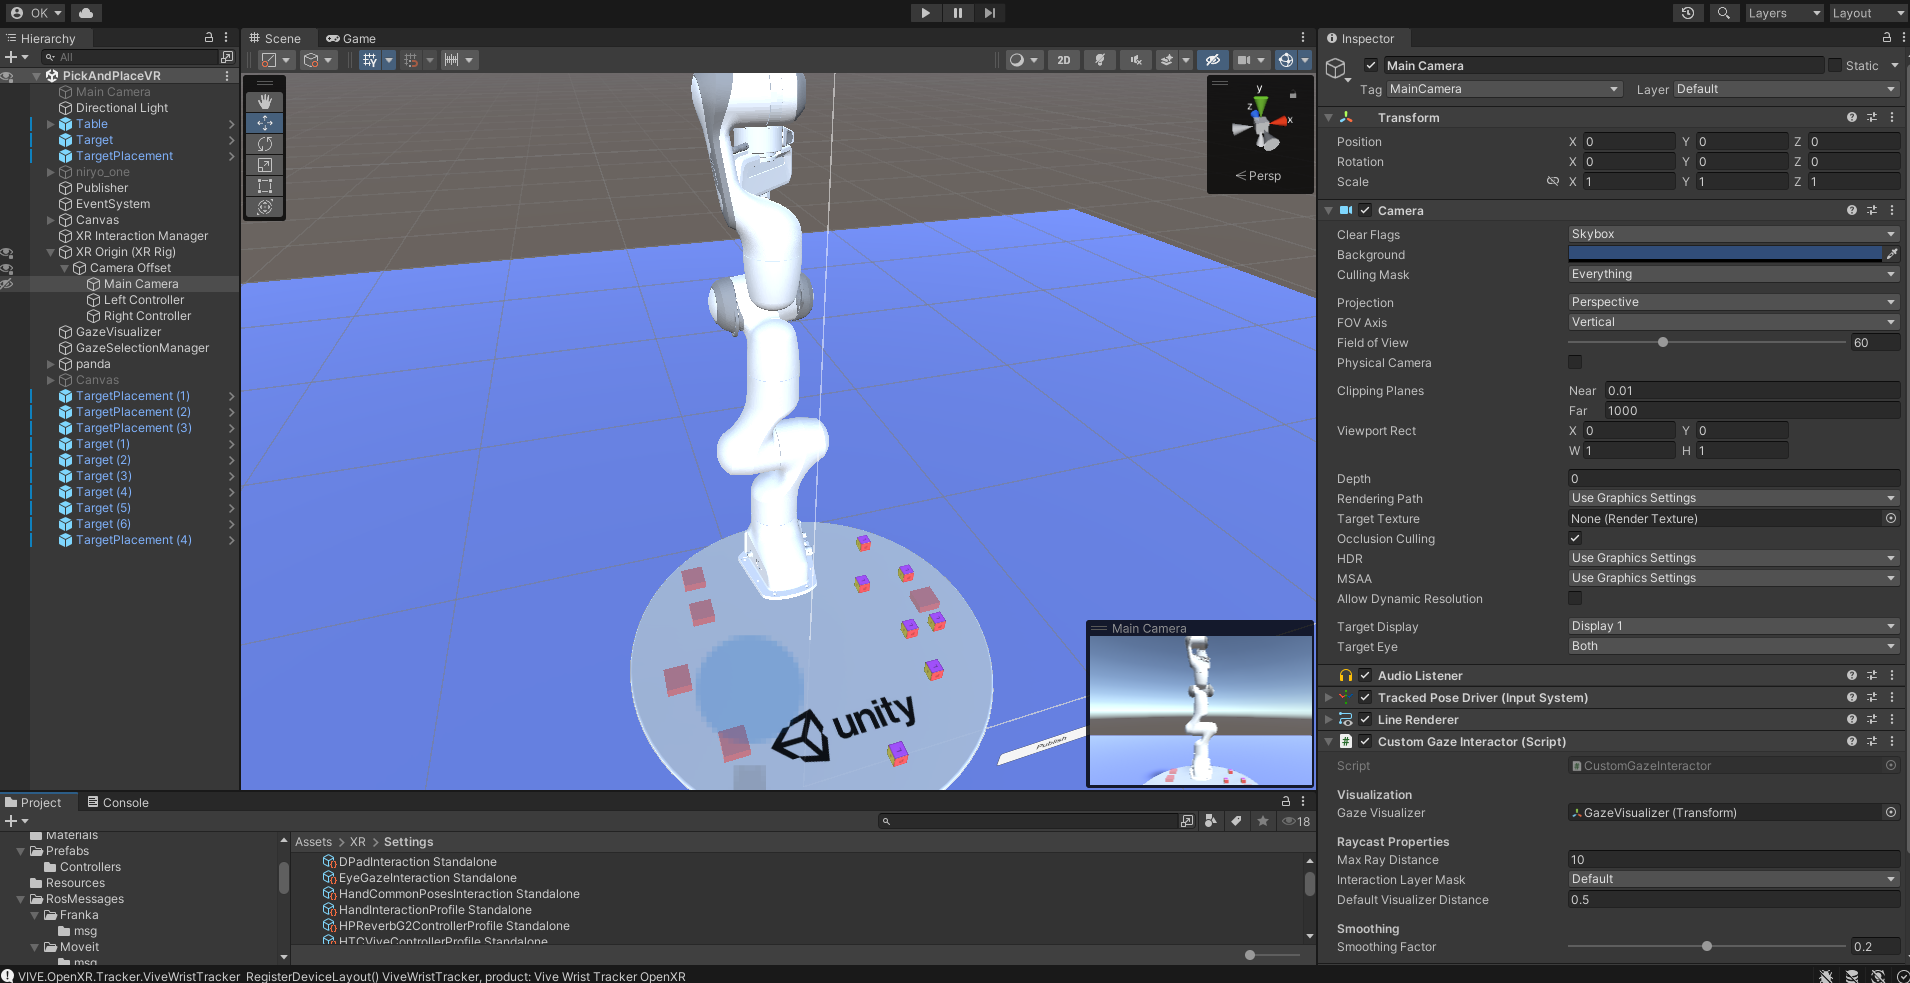 OK
Layers
Layout
Hierarchy
All
PickAndPlaceVR
Main Camera
Directional Light
Table
Target
TargetPlacement
niryo_one
Publisher
EventSystem
Canvas
XR Interaction Manager
XR Origin (XR Rig)
Camera Offset
Main Camera
Left Controller
Right Controller
GazeVisualizer
GazeSelectionManager
panda
Canvas
TargetPlacement (1)
TargetPlacement (2)
TargetPlacement (3)
Target (1)
Target (2)
Target (3)
Target (4)
Target (5)
Target (6)
TargetPlacement (4)
Scene
Game
2D
y
z
x
Persp
unity
Publish
Main Camera
Project
Console
18
Materials
Prefabs
Controllers
Resources
RosMessages
Franka
msg
Moveit
msg
Assets > XR > Settings
DPadInteraction Standalone
EyeGazeInteraction Standalone
HandCommonPosesInteraction Standalone
HandInteractionProfile Standalone
HPReverbG2ControllerProfile Standalone
HTCViveControllerProfile Standalone
Inspector
Main Camera
Static
Tag MainCamera Layer Default
Transform
Position X 0 Y 0 Z 0
Rotation X 0 Y 0 Z 0
Scale X 1 Y 1 Z 1
Camera
Clear Flags Skybox
Background
Culling Mask Everything
Projection Perspective
FOV Axis Vertical
Field of View 60
Physical Camera
Clipping Planes Near 0.01
Far 1000
Viewport Rect X 0 Y 0
W 1 H 1
Depth 0
Rendering Path Use Graphics Settings
Target Texture None (Render Texture)
Occlusion Culling
HDR Use Graphics Settings
MSAA Use Graphics Settings
Allow Dynamic Resolution
Target Display Display 1
Target Eye Both
Audio Listener
Tracked Pose Driver (Input System)
Line Renderer
Custom Gaze Interactor (Script)
Script CustomGazeInteractor
Visualization
Gaze Visualizer GazeVisualizer (Transform)
Raycast Properties
Max Ray Distance 10
Interaction Layer Mask Default
Default Visualizer Distance 0.5
Smoothing
Smoothing Factor 0.2
VIVE.OpenXR.Tracker.ViveWristTracker RegisterDeviceLayout() ViveWristTracker, product: Vive Wrist Tracker OpenXR